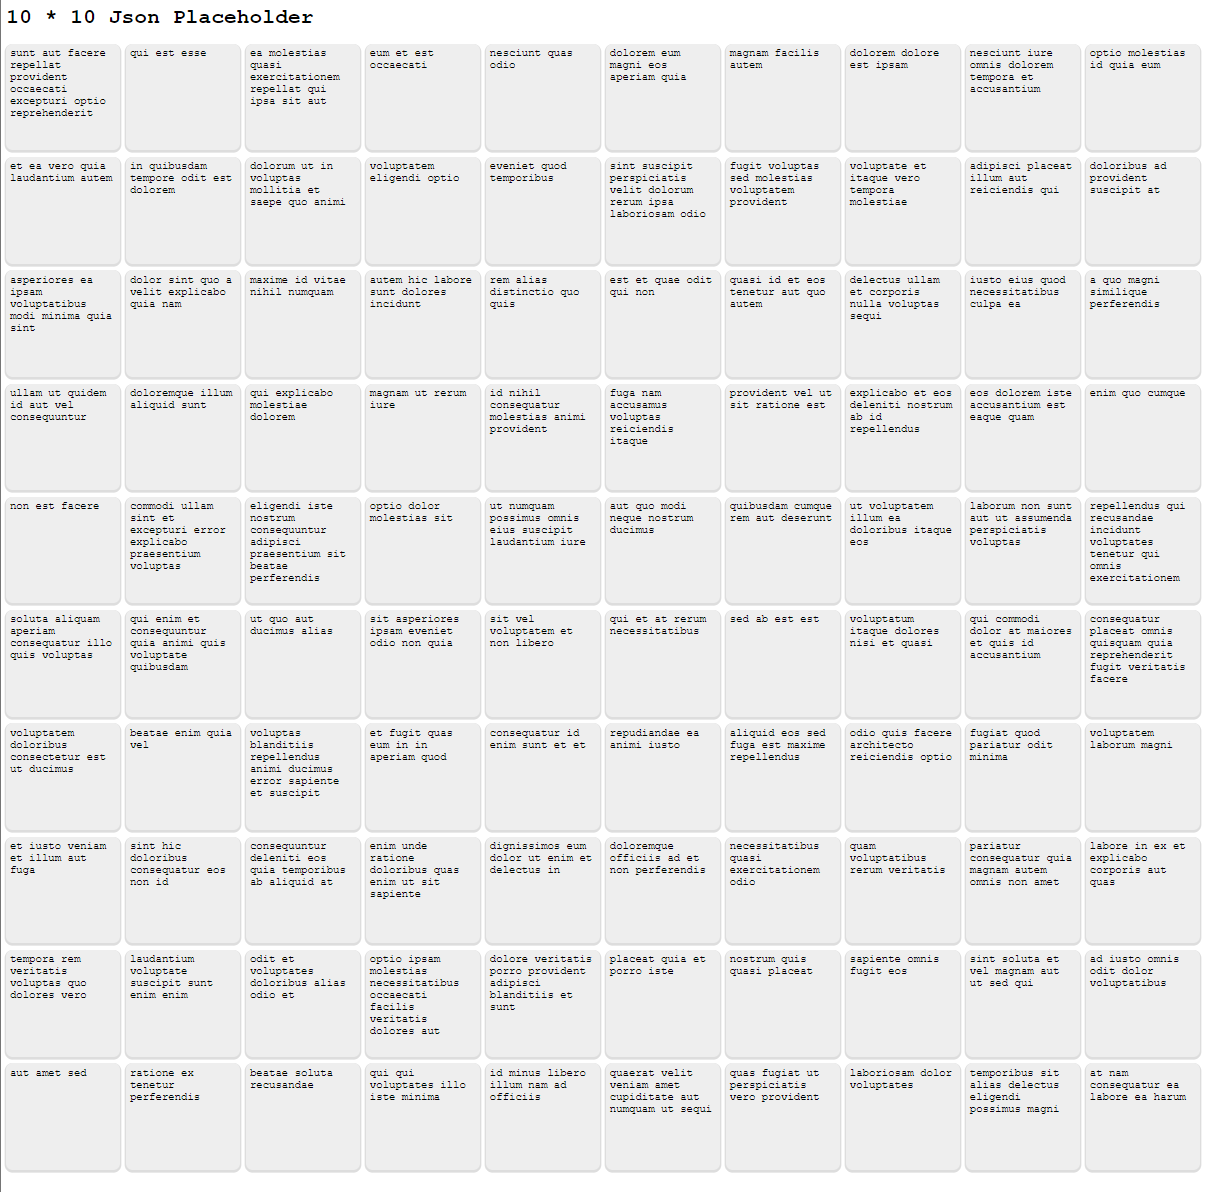 10 * 10 Json Placeholder
sunt aut facere
repellat
provident
occaecati
excepturi optio
reprehenderit
qui est esse
ea molestias
quasi
exercitationem
repellat qui
ipsa sit aut
eum et est
occaecati
nesciunt quas
odio
dolorem eum
magni eos
aperiam quia
magnam facilis
autem
dolorem dolore
est ipsam
nesciunt iure
omnis dolorem
tempora et
accusantium
optio molestias
id quia eum
et ea vero quia
laudantium autem
in quibusdam
tempore odit est
dolorem
dolorum ut in
voluptas
mollitia et
saepe quo animi
voluptatem
eligendi optio
eveniet quod
temporibus
sint suscipit
perspiciatis
velit dolorum
rerum ipsa
laboriosam odio
fugit voluptas
sed molestias
voluptatem
provident
voluptate et
itaque vero
tempora
molestiae
adipisci placeat
illum aut
reiciendis qui
doloribus ad
provident
suscipit at
asperiores ea
ipsam
voluptatibus
modi minima quia
sint
dolor sint quo a
velit explicabo
quia nam
maxime id vitae
nihil numquam
autem hic labore
sunt dolores
incidunt
rem alias
distinctio quo
quis
est et quae odit
qui non
quasi id et eos
tenetur aut quo
autem
delectus ullam
et corporis
nulla voluptas
sequi
iusto eius quod
necessitatibus
culpa ea
a quo magni
similique
perferendis
ullam ut quidem
id aut vel
consequuntur
doloremque illum
aliquid sunt
qui explicabo
molestiae
dolorem
magnam ut rerum
iure
id nihil
consequatur
molestias animi
provident
fuga nam
accusamus
voluptas
reiciendis
itaque
provident vel ut
sit ratione est
explicabo et eos
deleniti nostrum
ab id
repellendus
eos dolorem iste
accusantium est
eaque quam
enim quo cumque
non est facere
commodi ullam
sint et
excepturi error
explicabo
praesentium
voluptas
eligendi iste
nostrum
consequuntur
adipisci
praesentium sit
beatae
perferendis
optio dolor
molestias sit
ut numquam
possimus omnis
eius suscipit
laudantium iure
aut quo modi
neque nostrum
ducimus
quibusdam cumque
rem aut deserunt
ut voluptatem
illum ea
doloribus itaque
eos
laborum non sunt
aut ut assumenda
perspiciatis
voluptas
repellendus qui
recusandae
incidunt
voluptates
tenetur qui
omnis
exercitationem
soluta aliquam
aperiam
consequatur illo
quis voluptas
qui enim et
consequuntur
quia animi quis
voluptate
quibusdam
ut quo aut
ducimus alias
sit asperiores
ipsam eveniet
odio non quia
sit vel
voluptatem et
non libero
qui et at rerum
necessitatibus
sed ab est est
voluptatum
itaque dolores
nisi et quasi
qui commodi
dolor at maiores
et quis id
accusantium
consequatur
placeat omnis
quisquam quia
reprehenderit
fugit veritatis
facere
voluptatem
doloribus
consectetur est
ut ducimus
beatae enim quia
vel
voluptas
blanditiis
repellendus
animi ducimus
error sapiente
et suscipit
et fugit quas
eum in in
aperiam quod
consequatur id
enim sunt et et
repudiandae ea
animi iusto
aliquid eos sed
fuga est maxime
repellendus
odio quis facere
architecto
reiciendis optio
fugiat quod
pariatur odit
minima
voluptatem
laborum magni
et iusto veniam
et illum aut
fuga
sint hic
doloribus
consequatur eos
non id
consequuntur
deleniti eos
quia temporibus
ab aliquid at
enim unde
ratione
doloribus quas
enim ut sit
sapiente
dignissimos eum
dolor ut enim et
delectus in
doloremque
officiis ad et
non perferendis
necessitatibus
quasi
exercitationem
odio
quam
voluptatibus
rerum veritatis
pariatur
consequatur quia
magnam autem
omnis non amet
labore in ex et
explicabo
corporis aut
quas
tempora rem
veritatis
voluptas quo
dolores vero
laudantium
voluptate
suscipit sunt
enim enim
odit et
voluptates
doloribus alias
odio et
optio ipsam
molestias
necessitatibus
occaecati
facilis
veritatis
dolores aut
dolore veritatis
porro provident
adipisci
blanditiis et
sunt
placeat quia et
porro iste
nostrum quis
quasi placeat
sapiente omnis
fugit eos
sint soluta et
vel magnam aut
ut sed qui
ad iusto omnis
odit dolor
voluptatibus
aut amet sed
ratione ex
tenetur
perferendis
beatae soluta
recusandae
qui qui
voluptates illo
iste minima
id minus libero
illum nam ad
officiis
quaerat velit
veniam amet
cupiditate aut
numquam ut sequi
quas fugiat ut
perspiciatis
vero provident
laboriosam dolor
voluptates
temporibus sit
alias delectus
eligendi
possimus magni
at nam
consequatur ea
labore ea harum